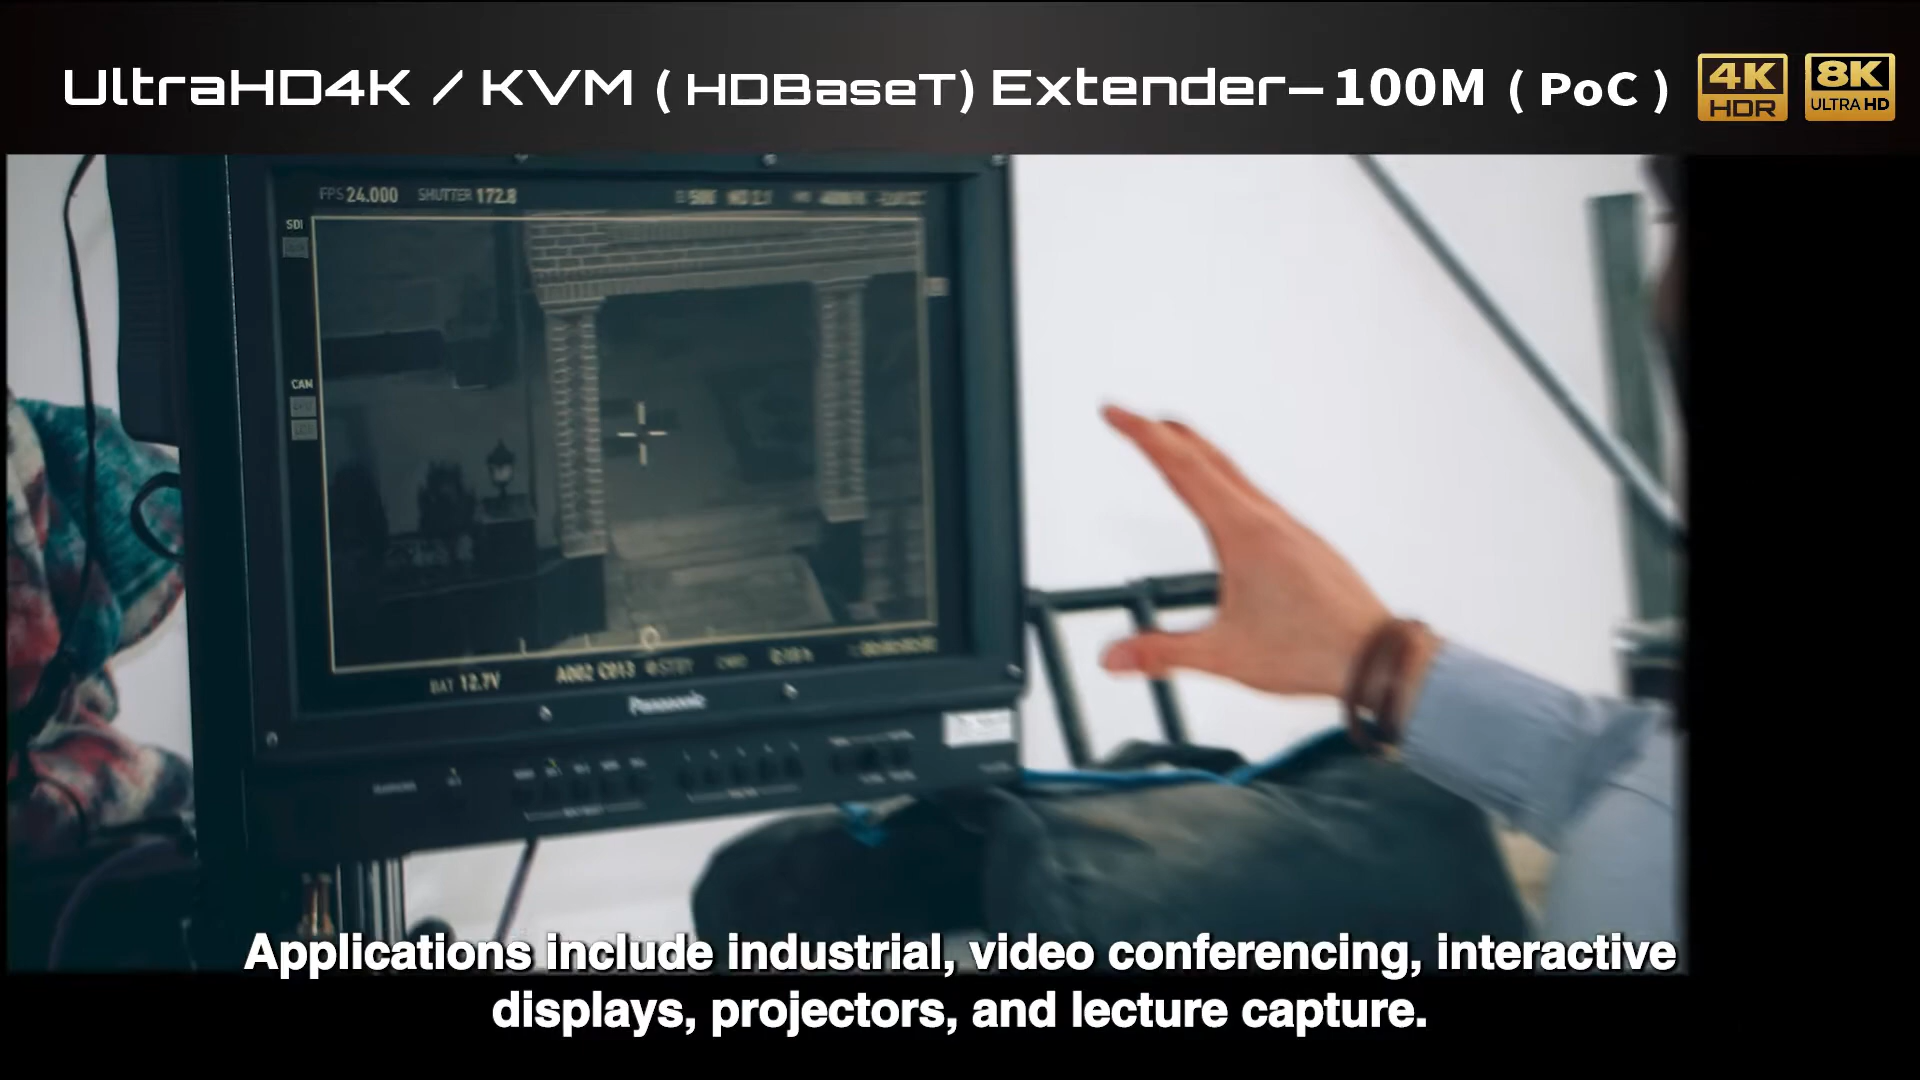 UltraHD4K / KVM ( HDBaseT) Extender–100M ( PoC )
4K
HDR
8K
ULTRA HD
FPS 24.000 SHUTTER 172.8
SDI
CAN
BAT 12.7V A002 C013
Panasonic
Applications include industrial, video conferencing, interactive
displays, projectors, and lecture capture.